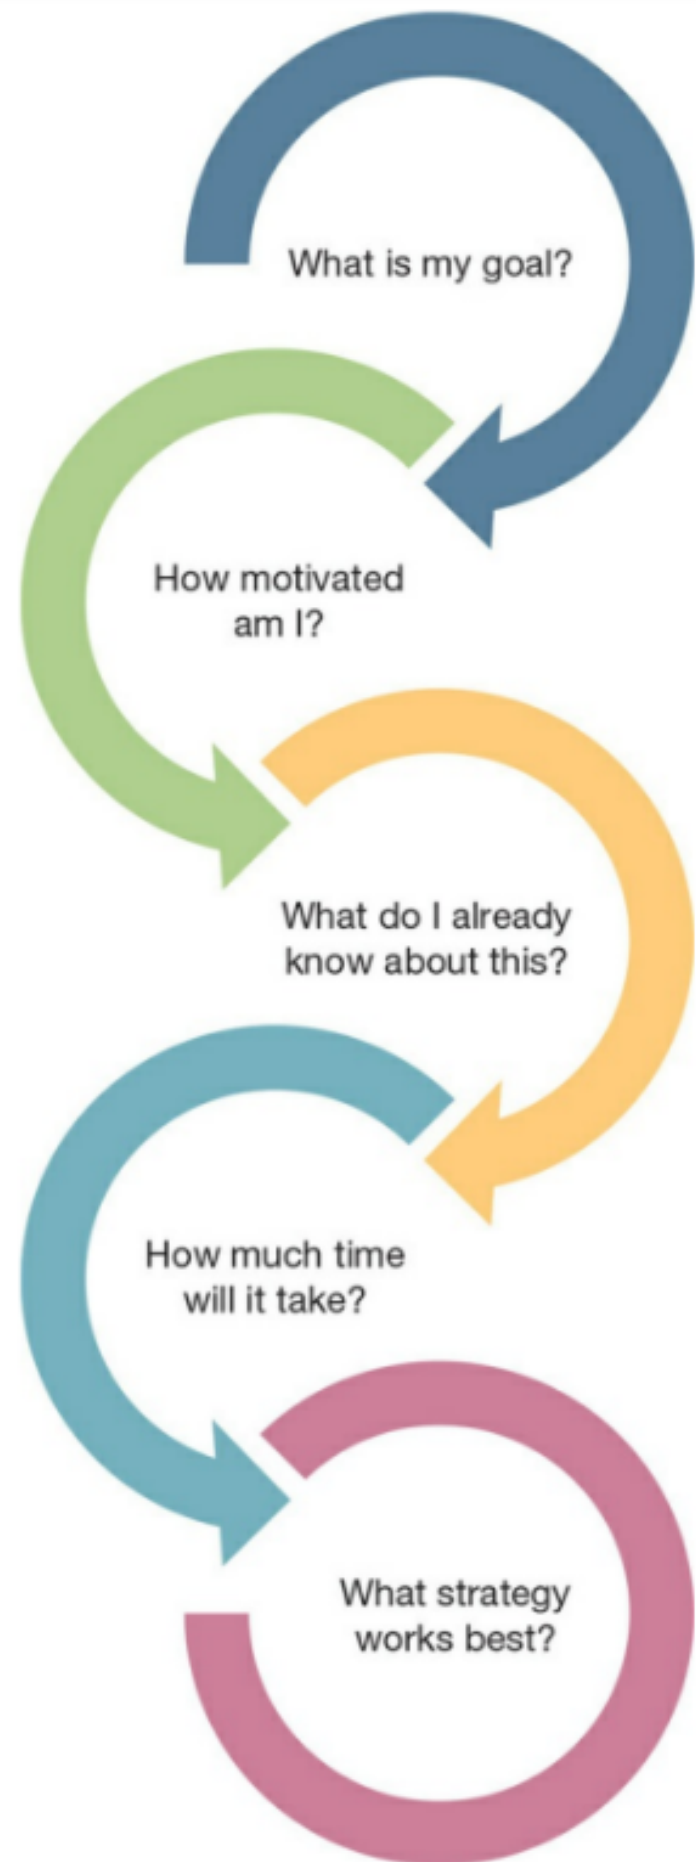 What is my goal?
How motivated
am I?
What do I already
know about this?
How much time
will it take?
What strategy
works best?